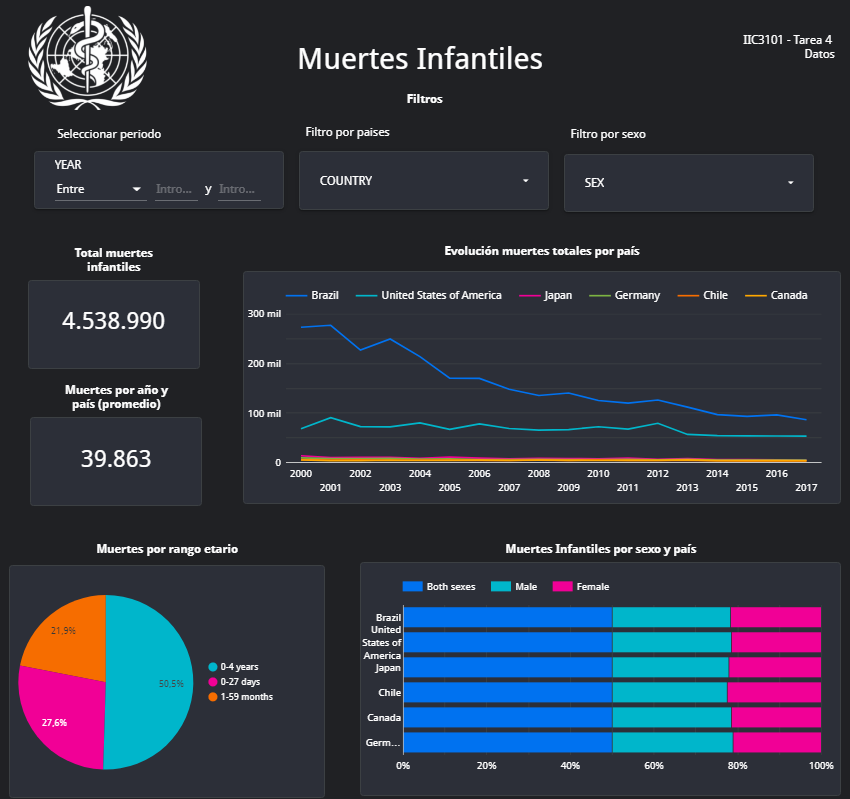 Muertes Infantiles
IIC3101 - Tarea 4
Datos
Filtros
Seleccionar periodo
Filtro por paises
Filtro por sexo
YEAR
Entre
Intro...
y
Intro...
COUNTRY
SEX
Total muertes
infantiles
4.538.990
Muertes por año y
país (promedio)
39.863
Evolución muertes totales por país
Brazil
United States of America
Japan
Germany
Chile
Canada
300 mil
200 mil
100 mil
0
2000
2001
2002
2003
2004
2005
2006
2007
2008
2009
2010
2011
2012
2013
2014
2015
2016
2017
Muertes por rango etario
21,9%
50,5%
27,6%
0-4 years
0-27 days
1-59 months
Muertes Infantiles por sexo y país
Both sexes
Male
Female
Brazil
United
States of
America
Japan
Chile
Canada
Germ...
0%
20%
40%
60%
80%
100%